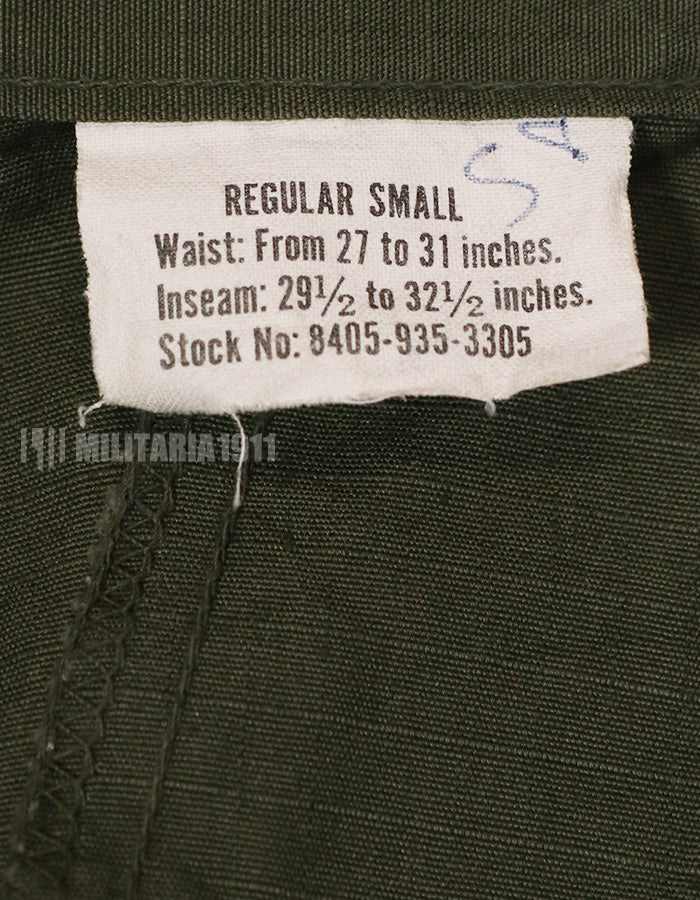 SA
REGULAR SMALL
Waist: From 27 to 31 inches.
Inseam: 29½ to 32½ inches.
Stock No: 8405-935-3305
MILITARIA1911